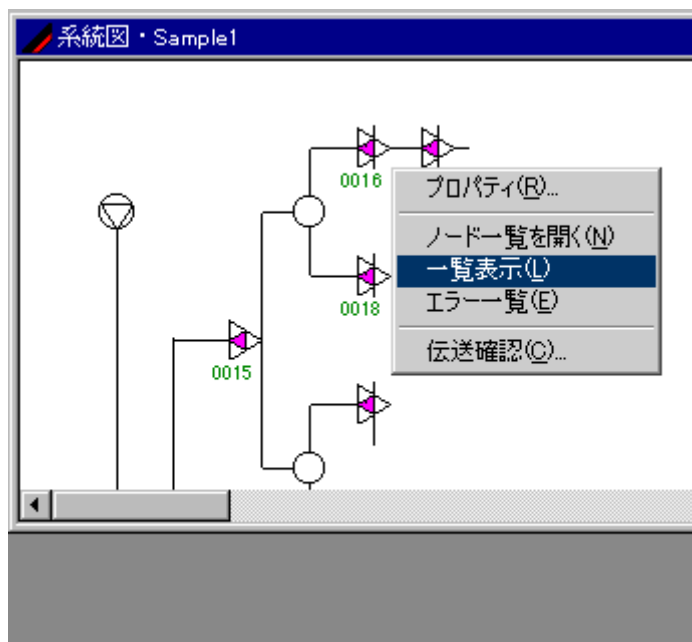 系統図・Sample1
0016
プロパティ(R)...
ノード一覧を開く(N)
一覧表示(L)
0018
エラー一覧(E)
0015
伝送確認(C)...